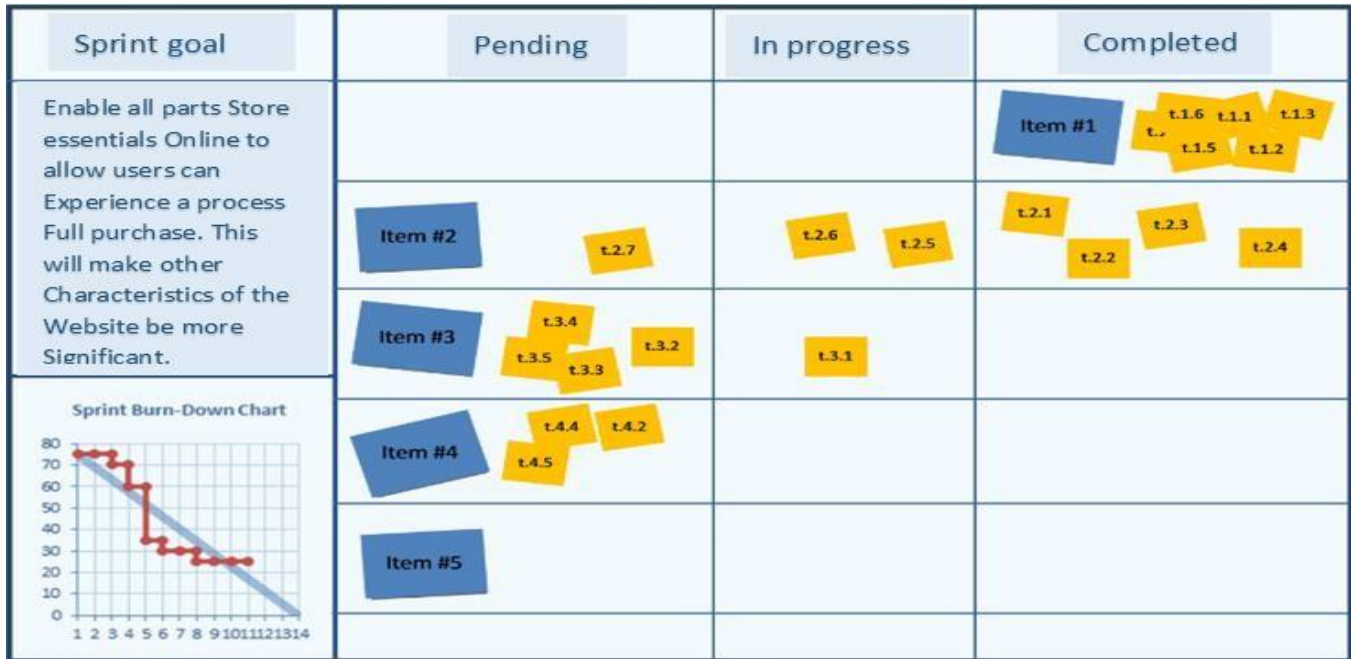 Sprint goal
Pending
In progress
Completed
Enable all parts Store
essentials Online to
allow users can
Experience a process
Full purchase. This
will make other
Characteristics of the
Website be more
Significant.
Item #1
t.1.6
t.1.1
t.1.3
t.1.5
t.1.2
Item #2
t.2.7
t.2.6
t.2.5
t.2.1
t.2.3
t.2.2
t.2.4
Item #3
t.3.4
t.3.2
t.3.5
t.3.3
t.3.1
Sprint Burn-Down Chart
80
70
60
50
40
30
20
10
0
1 2 3 4 5 6 7 8 9 10 11 12 13 14
Item #4
t.4.4
t.4.2
t.4.5
Item #5